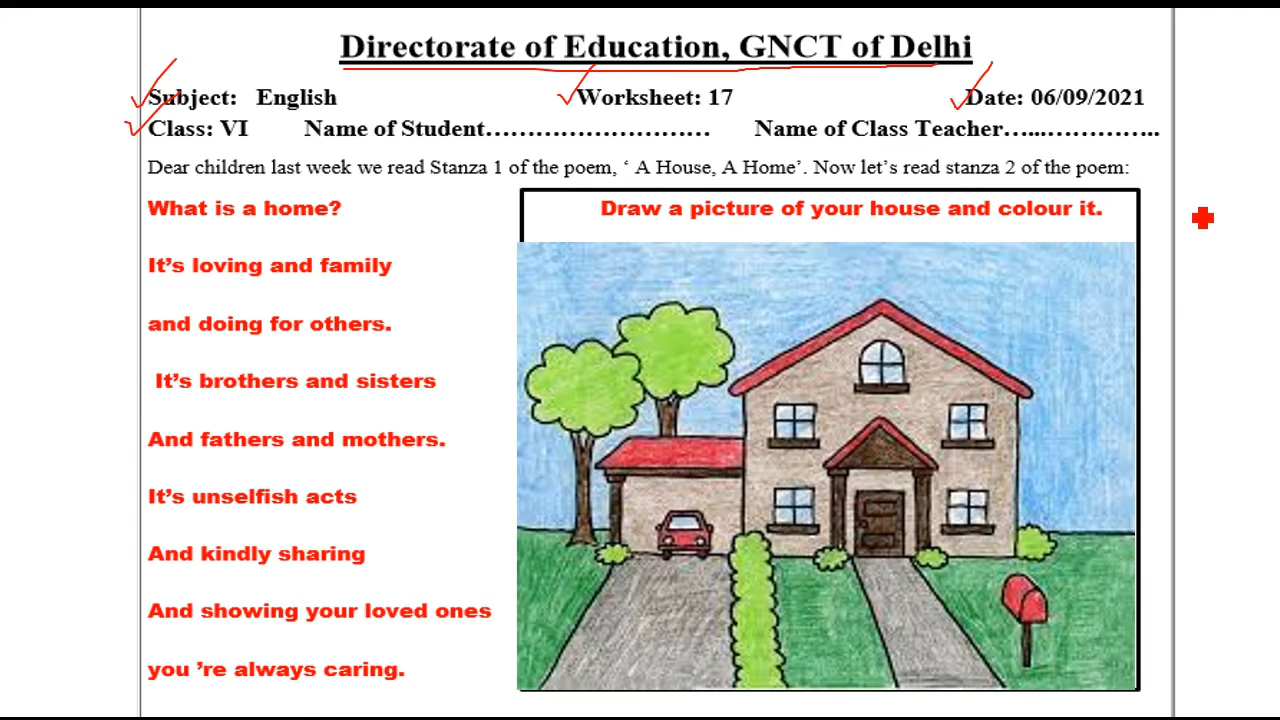 Directorate of Education, GNCT of Delhi
Subject: English Worksheet: 17 Date: 06/09/2021
Class: VI Name of Student………………………… Name of Class Teacher…...…………..
Dear children last week we read Stanza 1 of the poem, ‘ A House, A Home’. Now let’s read stanza 2 of the poem:
What is a home?
It’s loving and family
and doing for others.
It’s brothers and sisters
And fathers and mothers.
It’s unselfish acts
And kindly sharing
And showing your loved ones
you ’re always caring.
Draw a picture of your house and colour it.